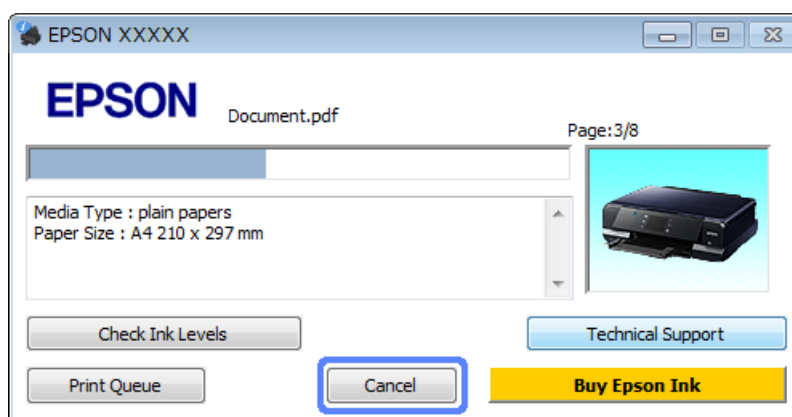 EPSON XXXXX
EPSON
Document.pdf
Page:3/8
Media Type : plain papers
Paper Size : A4 210 x 297 mm
Check Ink Levels
Technical Support
Print Queue
Cancel
Buy Epson Ink